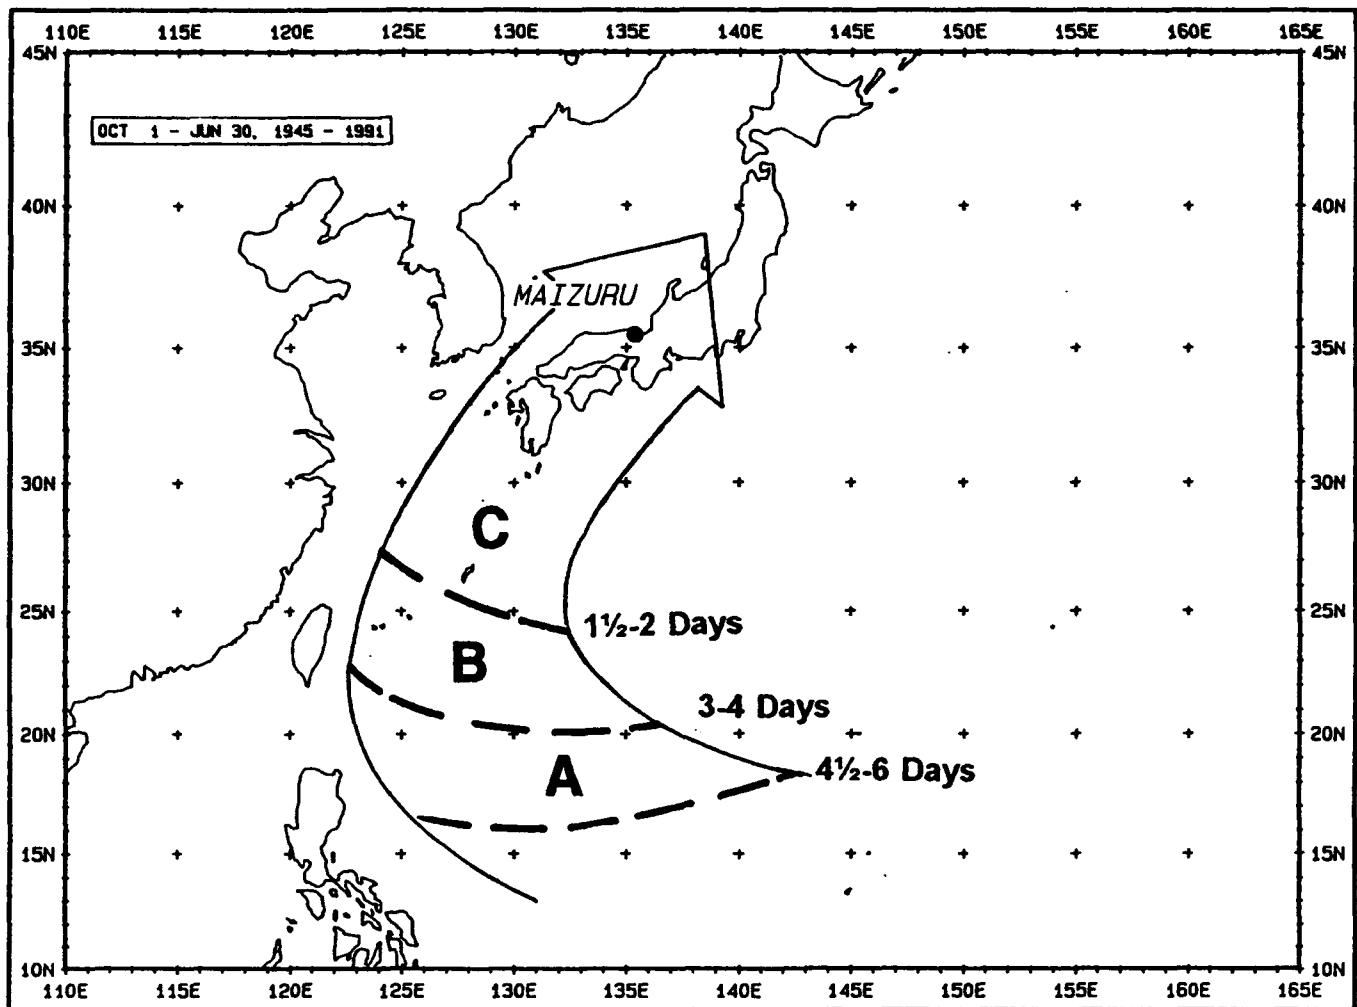 110E 115E 120E 125E 130E 135E 140E 145E 150E 155E 160E 165E
45N 45N
OCT 1 - JUN 30, 1945 - 1991
40N 40N
MAIZURU
35N 35N
30N 30N
C
25N 25N
1½-2 Days
B
3-4 Days
20N 20N
A
4½-6 Days
15N 15N
10N 10N
110E 115E 120E 125E 130E 135E 140E 145E 150E 155E 160E 165E